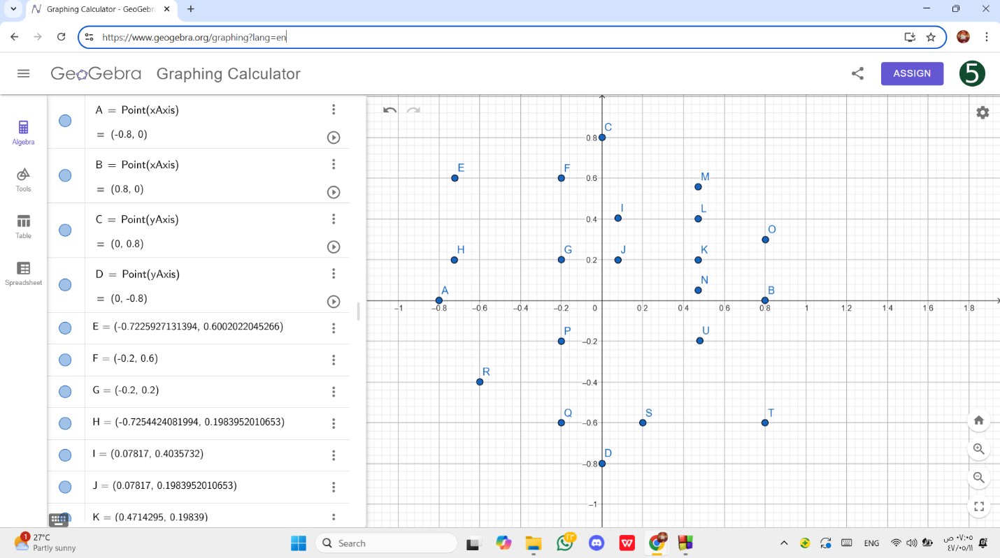 Graphing Calculator - GeoGebr
https://www.geogebra.org/graphing?lang=en
GeoGebra Graphing Calculator
ASSIGN
5
Algebra
Tools
Table
Spreadsheet
A = Point(xAxis)
= (-0.8, 0)
B = Point(xAxis)
= (0.8, 0)
C = Point(yAxis)
= (0, 0.8)
D = Point(yAxis)
= (0, -0.8)
E = (-0.7225927131394, 0.6002022045266)
F = (-0.2, 0.6)
G = (-0.2, 0.2)
H = (-0.7254424081994, 0.1983952010653)
I = (0.07817, 0.4035732)
J = (0.07817, 0.1983952010653)
K = (0.4714295, 0.19839)
C
0.8
E F 0.6 M
I L
0.4
O
H G J K
0.2
N
A B
−1 −0.8 −0.6 −0.4 −0.2 0 0.2 0.4 0.6 0.8 1 1.2 1.4 1.6 1.8
P U
−0.2
R
−0.4
Q S T
−0.6
D
−0.8
−1
1
27°C
Partly sunny
Search
١٣
W
ENG
٠٧:٠٥ ص
٤٧/٠٥/١١